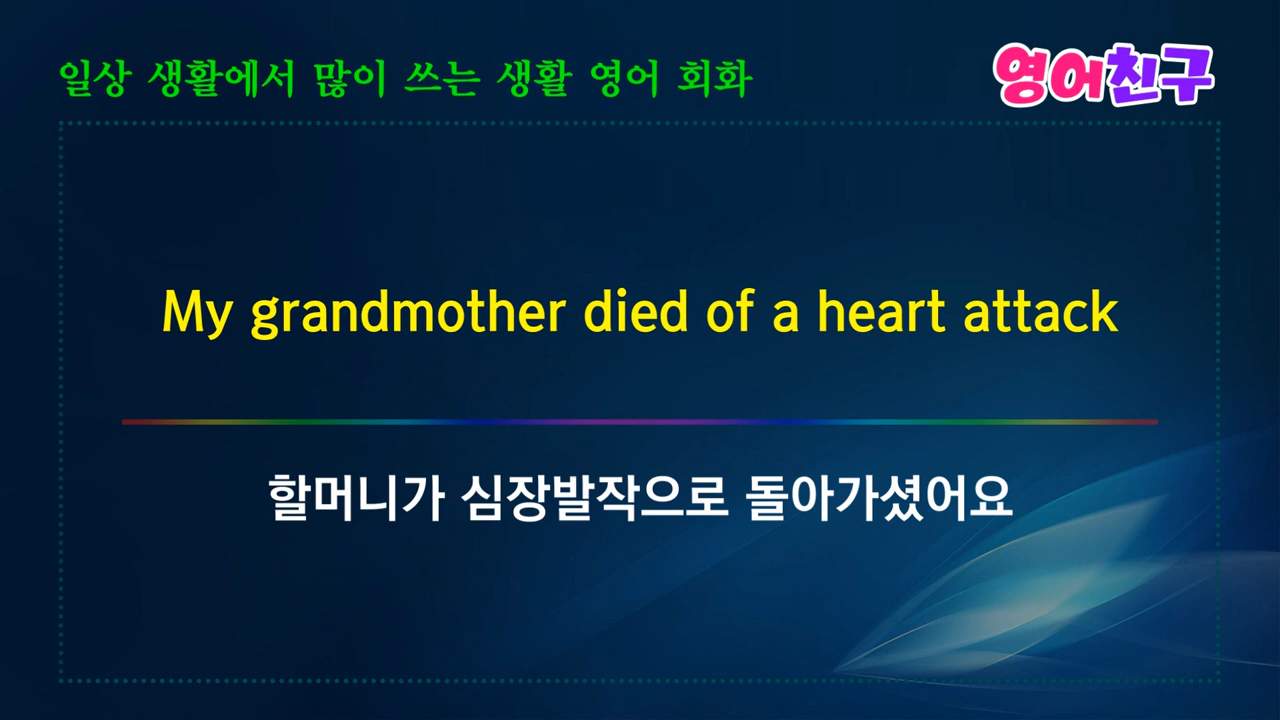 일상 생활에서 많이 쓰는 생활 영어 회화
영어친구
My grandmother died of a heart attack
할머니가 심장발작으로 돌아가셨어요